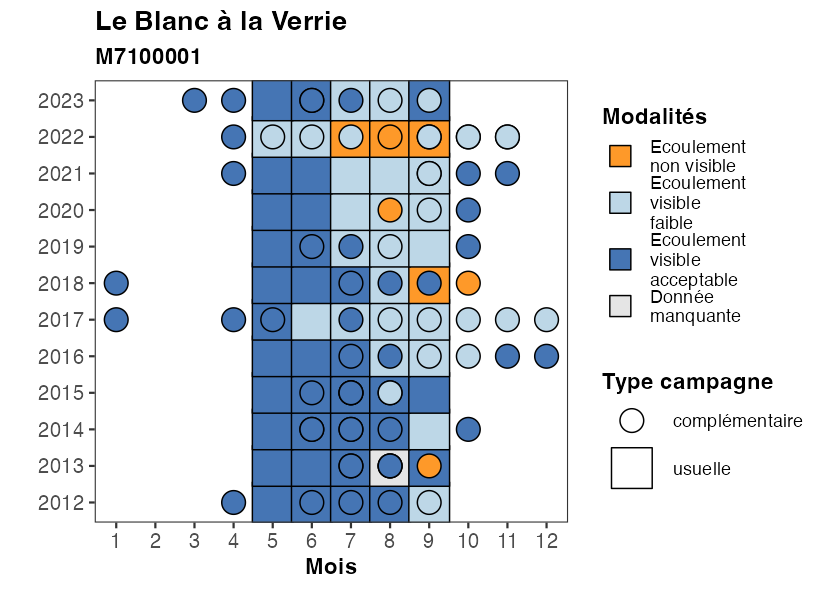 Le Blanc à la Verrie
M7100001
2023
2022
2021
2020
2019
2018
2017
2016
2015
2014
2013
2012
1 2 3 4 5 6 7 8 9 10 11 12
Mois
Modalités
Ecoulement
non visible
Ecoulement
visible
faible
Ecoulement
visible
acceptable
Donnée
manquante
Type campagne
complémentaire
usuelle